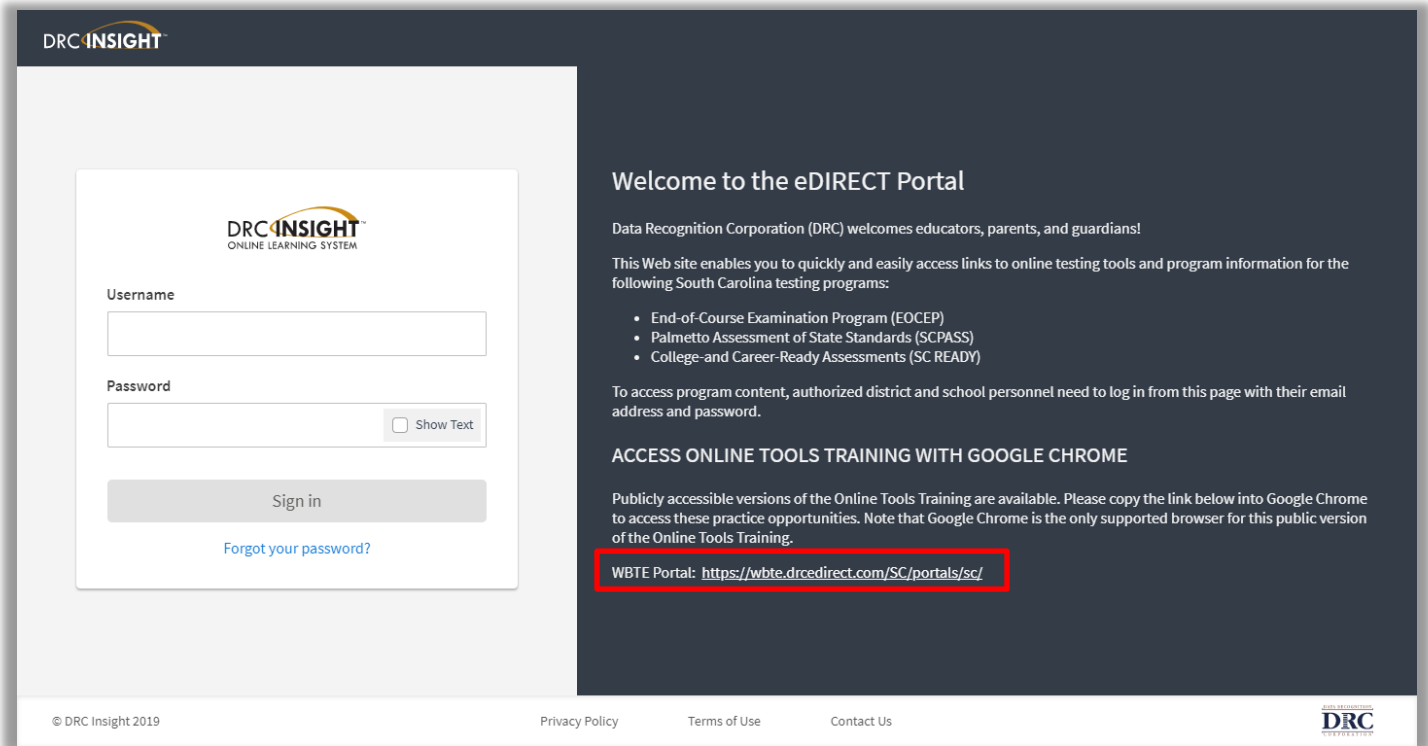 DRC INSIGHT™
DRC INSIGHT™
ONLINE LEARNING SYSTEM
Username
Password
Show Text
Sign in
Forgot your password?
Welcome to the eDIRECT Portal
Data Recognition Corporation (DRC) welcomes educators, parents, and guardians!
This Web site enables you to quickly and easily access links to online testing tools and program information for the
following South Carolina testing programs:
• End-of-Course Examination Program (EOCEP)
• Palmetto Assessment of State Standards (SCPASS)
• College-and Career-Ready Assessments (SC READY)
To access program content, authorized district and school personnel need to log in from this page with their email
address and password.
ACCESS ONLINE TOOLS TRAINING WITH GOOGLE CHROME
Publicly accessible versions of the Online Tools Training are available. Please copy the link below into Google Chrome
to access these practice opportunities. Note that Google Chrome is the only supported browser for this public version
of the Online Tools Training.
WBTE Portal: https://wbte.drcedirect.com/SC/portals/sc/
© DRC Insight 2019
Privacy Policy
Terms of Use
Contact Us
DATA RECOGNITION
DRC
CORPORATION